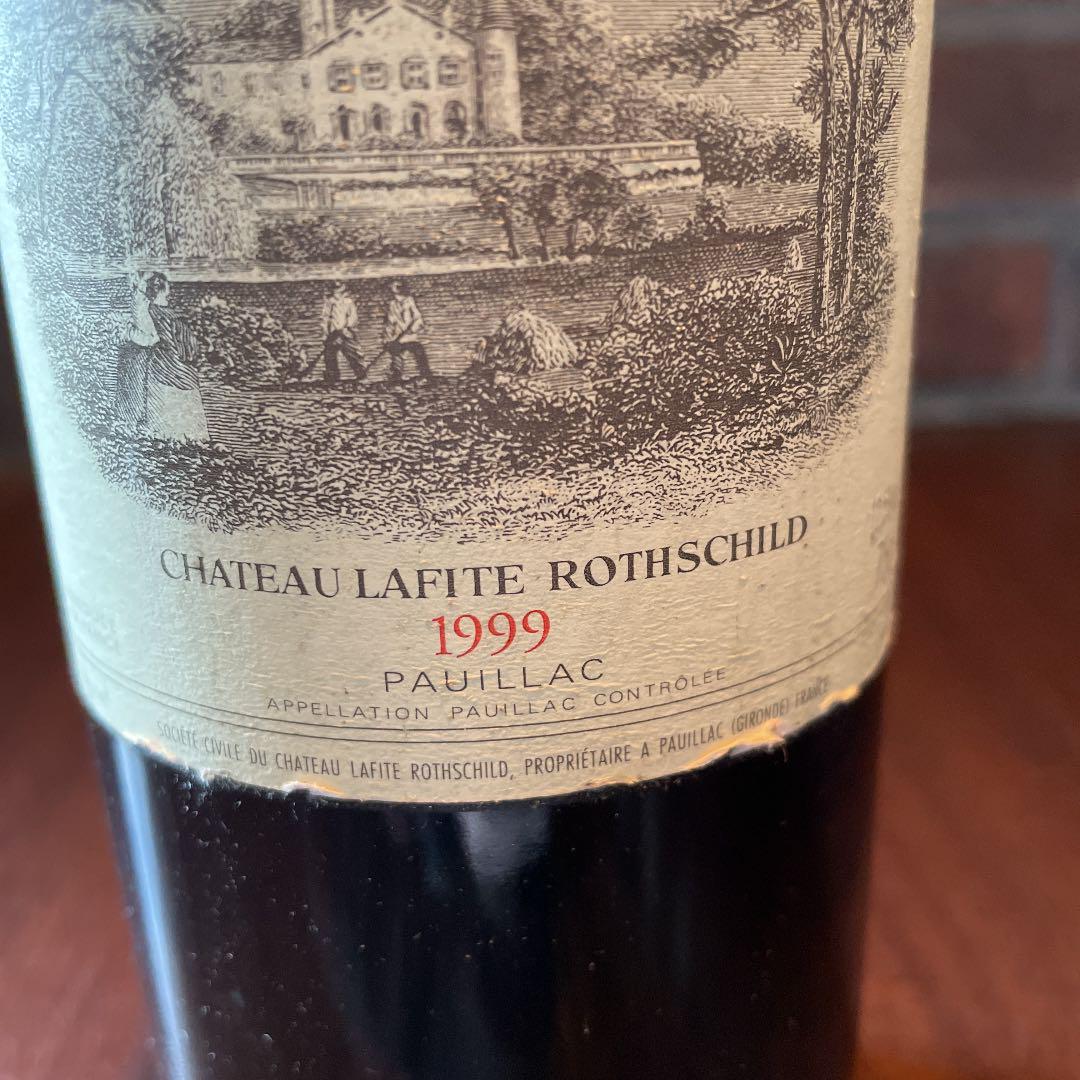 CHATEAU LAFITE ROTHSCHILD
1999
PAUILLAC
APPELLATION PAUILLAC CONTRÔLÉE
SOCIÉTÉ CIVILE DU CHATEAU LAFITE ROTHSCHILD, PROPRIÉTAIRE A PAUILLAC (GIRONDE) FRANCE